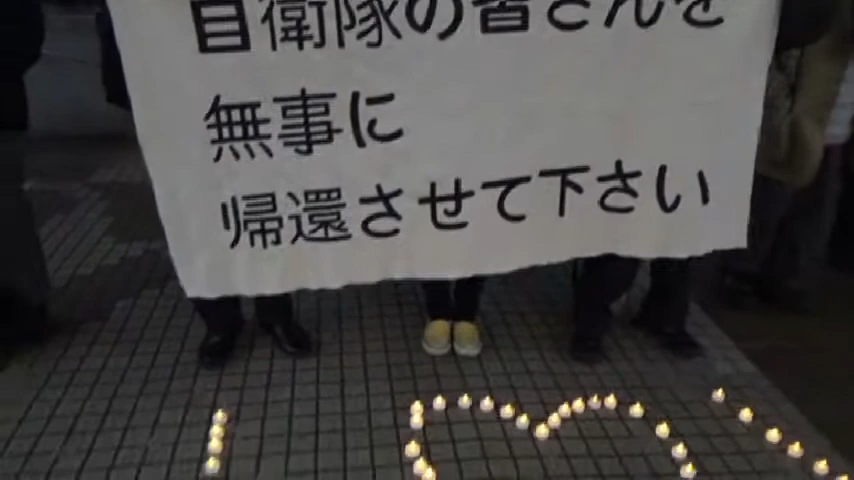 自衛隊の皆さんを
無事に
帰還させて下さい